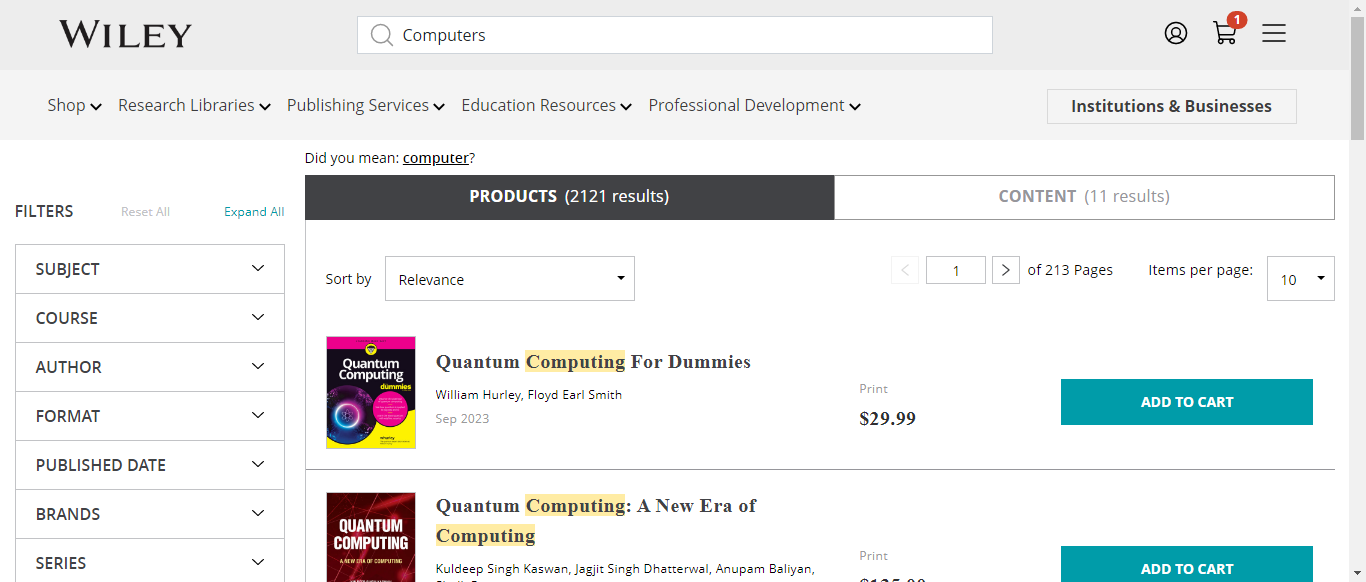 WILEY
Computers
1
Shop
Research Libraries
Publishing Services
Education Resources
Professional Development
Institutions & Businesses
Did you mean: computer?
FILTERS
Reset All
Expand All
PRODUCTS (2121 results)
CONTENT (11 results)
SUBJECT
COURSE
AUTHOR
FORMAT
PUBLISHED DATE
BRANDS
SERIES
Sort by
Relevance
1
of 213 Pages
Items per page:
10
Quantum
Computing
dummies
Quantum Computing For Dummies
William Hurley, Floyd Earl Smith
Sep 2023
Print
$29.99
ADD TO CART
QUANTUM
COMPUTING
A NEW ERA OF COMPUTING
Quantum Computing: A New Era of
Computing
Kuldeep Singh Kaswan, Jagjit Singh Dhatterwal, Anupam Baliyan,
Print
ADD TO CART